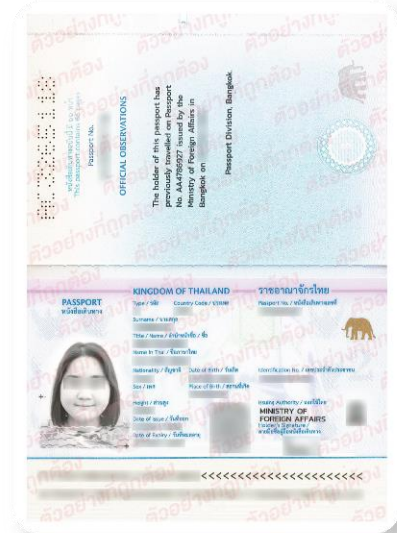 ตัวอย่างที่ถูกต้อง
Passport No.
OFFICIAL OBSERVATIONS
The holder of this passport has
previously travelled on Passport
No. AA4786927 issued by the
Ministry of Foreign Affairs in
Bangkok on
Passport Division, Bangkok
PASSPORT
หนังสือเดินทาง
KINGDOM OF THAILAND
ราชอาณาจักรไทย
Type / ชนิด
Country Code / ประเทศ
Passport No. / หนังสือเดินทางเลขที่
Surname / นามสกุล
Title / Name / คำนำหน้าชื่อ / ชื่อ
Name in Thai / ชื่อภาษาไทย
Nationality / สัญชาติ
Date of Birth / วันเกิด
Identification No. / เลขประจำตัวประชาชน
Sex / เพศ
Place of Birth / สถานที่เกิด
Height / ส่วนสูง
Date of Issue / วันที่ออก
Issuing Authority / ออกให้โดย
MINISTRY OF
FOREIGN AFFAIRS
Date of Expiry / วันที่หมดอายุ
Holder's Signature /
<<<<<<<<<<<<<<<<<<<<<<<